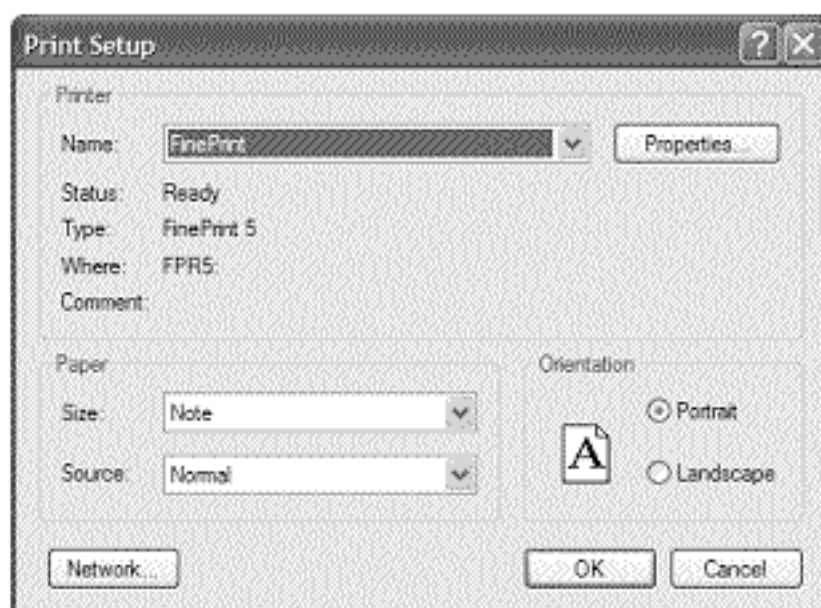 Print Setup
Printer
Name: FinePrint Properties...
Status: Ready
Type: FinePrint 5
Where: FPR5:
Comment:
Paper
Size: Note
Source: Normal
Orientation
A
Portrait
Landscape
Network... OK Cancel